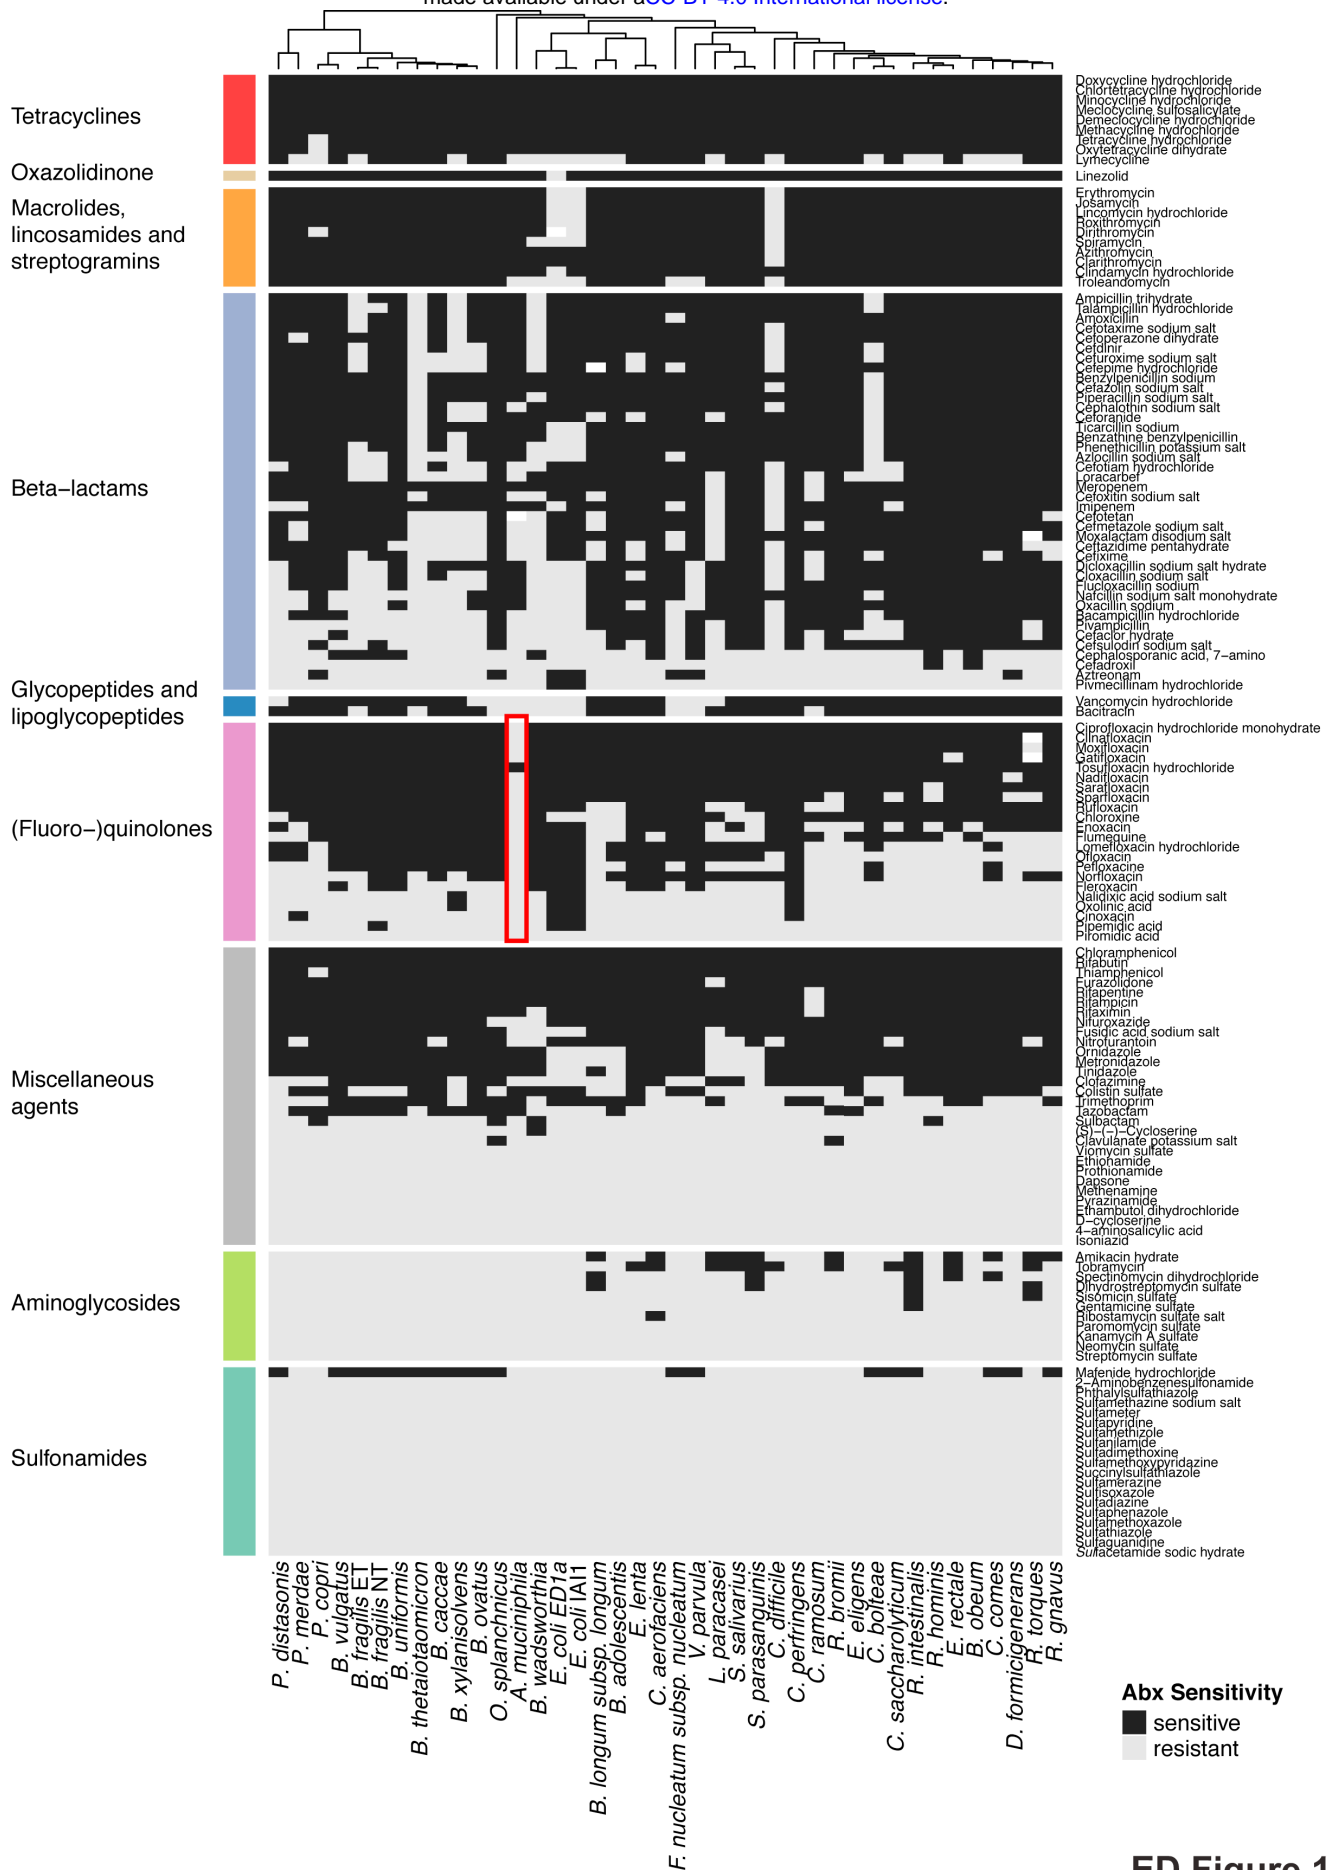 made available under aCC-BY 4.0 International license.
Tetracyclines
Doxycycline hydrochloride
Chlortetracycline hydrochloride
Minocycline hydrochloride
Meclocycline sulfosalicylate
Demeclocycline hydrochloride
Methacycline hydrochloride
Tetracycline hydrochloride
Oxytetracycline dihydrate
Lymecycline
Oxazolidinone
Linezolid
Macrolides,
lincosamides and
streptogramins
Erythromycin
Josamycin
Lincomycin hydrochloride
Roxithromycin
Dirithromycin
Spiramycin
Azithromycin
Clarithromycin
Clindamycin hydrochloride
Troleandomycin
Beta−lactams
Ampicillin trihydrate
Talampicillin hydrochloride
Amoxicillin
Cefotaxime sodium salt
Cefoperazone dihydrate
Cefdinir
Cefuroxime sodium salt
Cefepime hydrochloride
Benzylpenicillin sodium
Cefazolin sodium salt
Piperacillin sodium salt
Cephalothin sodium salt
Ceforanide
Ticarcillin sodium
Benzathine benzylpenicillin
Phenethicillin potassium salt
Azlocillin sodium salt
Cefotiam hydrochloride
Loracarbef
Meropenem
Cefoxitin sodium salt
Imipenem
Cefotetan
Cefmetazole sodium salt
Moxalactam disodium salt
Ceftazidime pentahydrate
Cefixime
Dicloxacillin sodium salt hydrate
Cloxacillin sodium salt
Flucloxacillin sodium
Nafcillin sodium salt monohydrate
Oxacillin sodium
Bacampicillin hydrochloride
Pivampicillin
Cefaclor hydrate
Cefsulodin sodium salt
Cephalosporanic acid, 7−amino
Cefadroxil
Aztreonam
Pivmecillinam hydrochloride
Glycopeptides and
lipoglycopeptides
Vancomycin hydrochloride
Bacitracin
(Fluoro−)quinolones
Ciprofloxacin hydrochloride monohydrate
Clinafloxacin
Moxifloxacin
Gatifloxacin
Tosufloxacin hydrochloride
Nadifloxacin
Sarafloxacin
Sparfloxacin
Rufloxacin
Chloroxine
Enoxacin
Flumequine
Lomefloxacin hydrochloride
Ofloxacin
Pefloxacine
Norfloxacin
Fleroxacin
Nalidixic acid sodium salt
Oxolinic acid
Cinoxacin
Pipemidic acid
Piromidic acid
Miscellaneous
agents
Chloramphenicol
Rifabutin
Thiamphenicol
Furazolidone
Rifapentine
Rifampicin
Rifaximin
Nifuroxazide
Fusidic acid sodium salt
Nitrofurantoin
Ornidazole
Metronidazole
Tinidazole
Clofazimine
Colistin sulfate
Trimethoprim
Tazobactam
Sulbactam
(S)−(−)−Cycloserine
Clavulanate potassium salt
Viomycin sulfate
Ethionamide
Prothionamide
Dapsone
Methenamine
Pyrazinamide
Ethambutol dihydrochloride
D−cycloserine
4−aminosalicylic acid
Isoniazid
Aminoglycosides
Amikacin hydrate
Tobramycin
Spectinomycin dihydrochloride
Dihydrostreptomycin sulfate
Sisomicin sulfate
Gentamicine sulfate
Ribostamycin sulfate salt
Paromomycin sulfate
Kanamycin A sulfate
Neomycin sulfate
Streptomycin sulfate
Sulfonamides
Mafenide hydrochloride
2−Aminobenzenesulfonamide
Phthalylsulfathiazole
Sulfamethazine sodium salt
Sulfameter
Sulfapyridine
Sulfamethizole
Sulfanilamide
Sulfadimethoxine
Sulfamethoxypyridazine
Succinylsulfathiazole
Sulfamerazine
Sulfisoxazole
Sulfadiazine
Sulfaphenazole
Sulfamethoxazole
Sulfathiazole
Sulfaguanidine
Sulfacetamide sodic hydrate
P. distasonis
P. merdae
P. copri
B. vulgatus
B. fragilis ET
B. fragilis NT
B. uniformis
B. thetaiotaomicron
B. caccae
B. xylanisolvens
B. ovatus
O. splanchnicus
A. muciniphila
B. wadsworthia
E. coli ED1a
E. coli IAI1
B. longum subsp. longum
B. adolescentis
E. lenta
C. aerofaciens
F. nucleatum subsp. nucleatum
V. parvula
L. paracasei
S. salivarius
S. parasanguinis
C. difficile
C. perfringens
C. ramosum
R. bromii
E. eligens
C. bolteae
C. saccharolyticum
R. intestinalis
R. hominis
E. rectale
B. obeum
C. comes
D. formicigenerans
R. torques
R. gnavus
Abx Sensitivity
sensitive
resistant
ED Figure 1